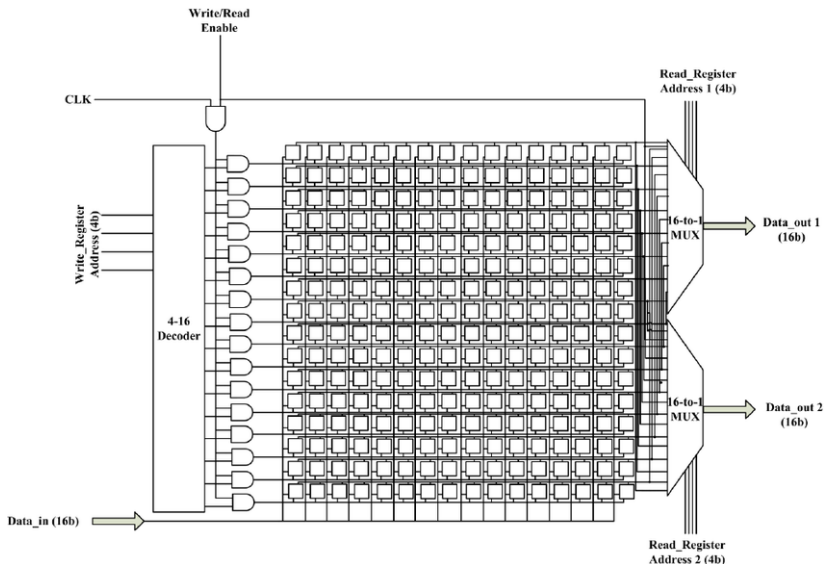 Write/Read
Enable
Read_Register
Address 1 (4b)
CLK
Write_Register
Address (4b)
16-to-1
MUX
Data_out 1
(16b)
4-16
Decoder
16-to-1
MUX
Data_out 2
(16b)
Data_in (16b)
Read_Register
Address 2 (4b)